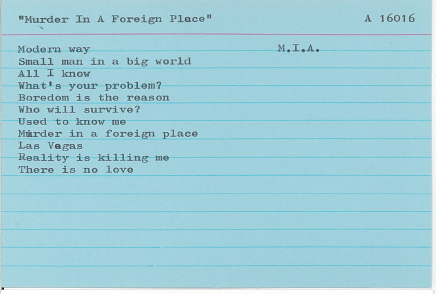 "Murder In A Foreign Place" A 16016
Modern way M.I.A.
Small man in a big world
All I know
What's your problem?
Boredom is the reason
Who will survive?
Used to know me
Murder in a foreign place
Las Vegas
Reality is killing me
There is no love